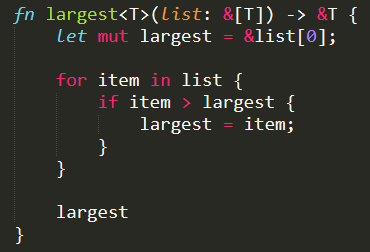 fn largest<T>(list: &[T]) -> &T {
    let mut largest = &list[0];

    for item in list {
        if item > largest {
            largest = item;
        }
    }

    largest
}